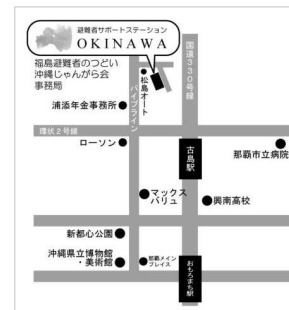 避難者サポートステーション
OKINAWA
福島避難者のつどい
沖縄じゃんがら会
事務局
松島オート
国道330号線
パイプライン
浦添年金事務所
環状2号線
ローソン
古島駅
那覇市立病院
マックス
バリュ
興南高校
新都心公園
沖縄県立博物館
・美術館
那覇メイン
プレイス
おもろまち駅